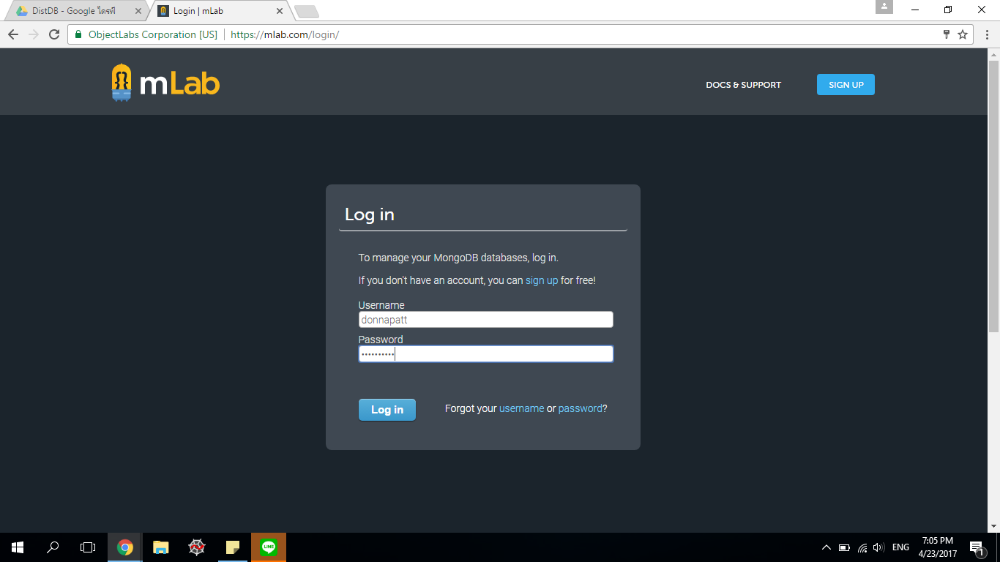 DistDB - Google ไดรฟ์
Login | mLab
ObjectLabs Corporation [US]
https://mlab.com/login/
mLab
DOCS & SUPPORT
SIGN UP
Log in
To manage your MongoDB databases, log in.
If you don't have an account, you can sign up for free!
Username
donnapatt
Password
••••••••••
Log in
Forgot your username or password?
LINE
ENG
7:05 PM
4/23/2017
1